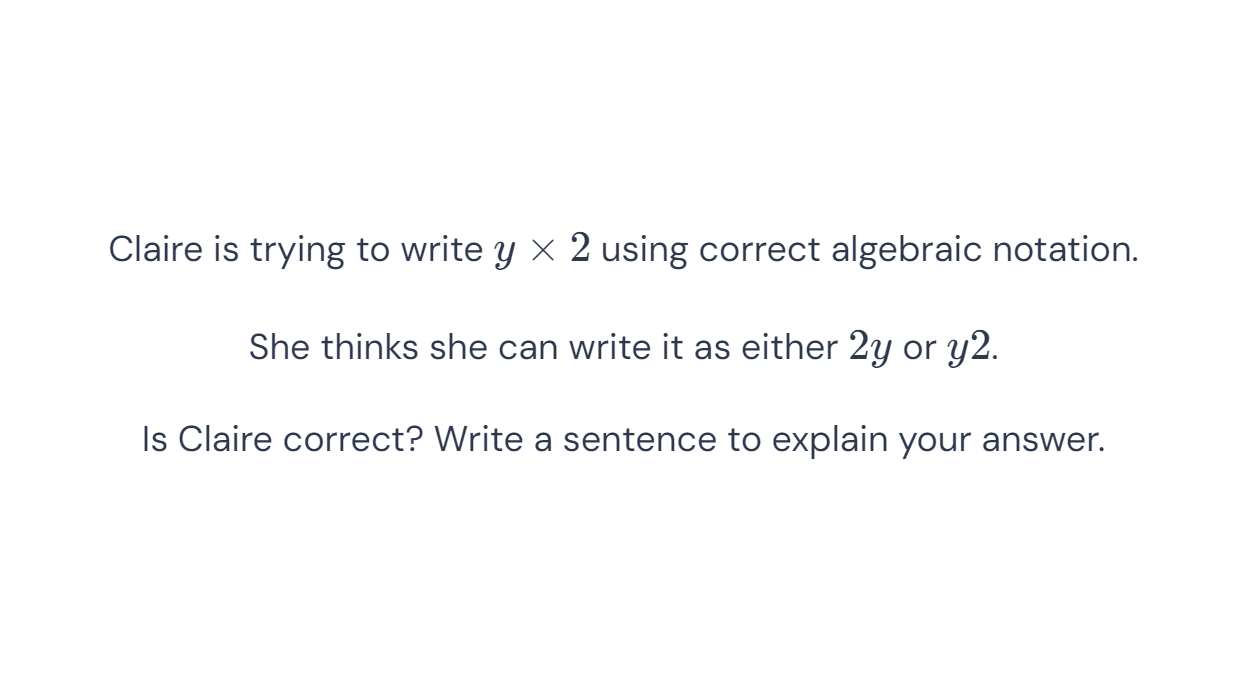 Claire is trying to write y × 2 using correct algebraic notation.
She thinks she can write it as either 2y or y2.
Is Claire correct? Write a sentence to explain your answer.